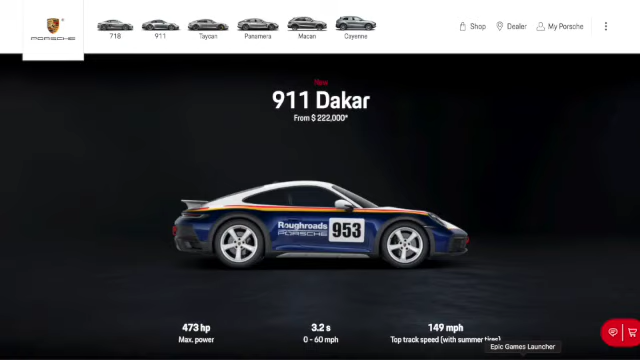 PORSCHE
718
911
Taycan
Panamera
Macan
Cayenne
Shop
Dealer
My Porsche
New
911 Dakar
From $ 222,000*
Roughroads
PORSCHE
953
473 hp
Max. power
3.2 s
0 - 60 mph
149 mph
Top track speed (with summer tires)
Epic Games Launcher